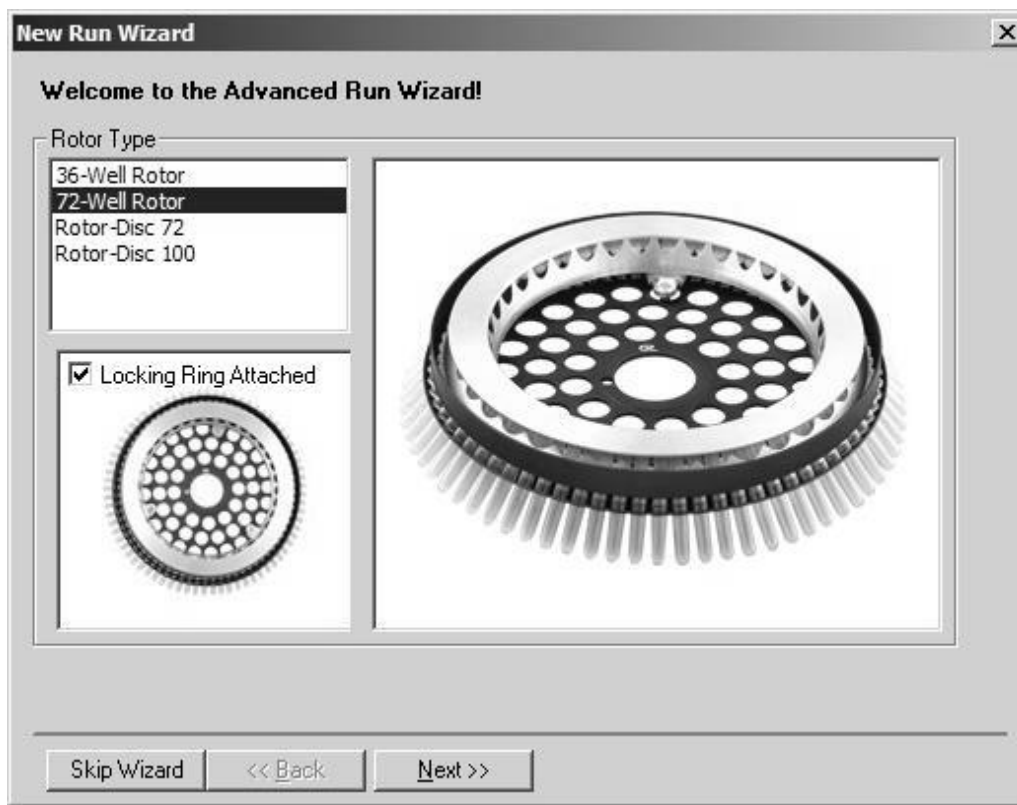 New Run Wizard
Welcome to the Advanced Run Wizard!
Rotor Type
36-Well Rotor
72-Well Rotor
Rotor-Disc 72
Rotor-Disc 100
Locking Ring Attached
Skip Wizard
<< Back
Next >>